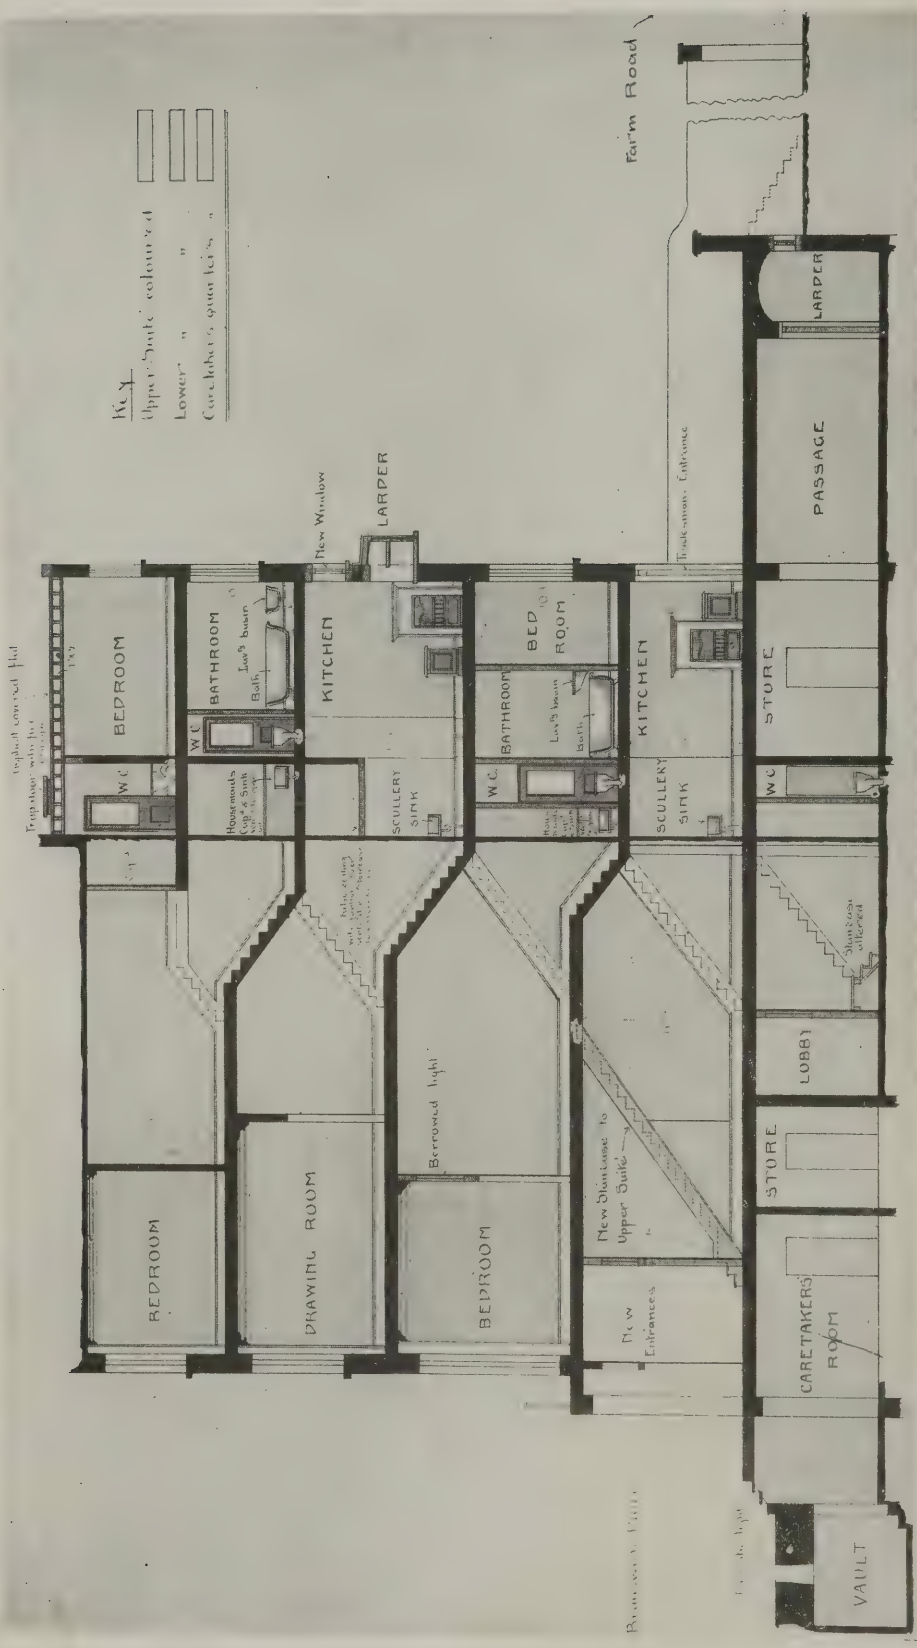 Key
Upper Suite coloured
Lower " "
Caretakers quarters "
Farm Road
BEDROOM
W.C.
BATHROOM
Lav's basin
Bath
W.C
Housemaids
Cupd & Sink
New Window
LARDER
KITCHEN
SCULLERY
SINK
BEDROOM
DRAWING ROOM
BED
ROOM
BATHROOM
Lav's basin
Bath
W.C.
Borrowed light
BEDROOM
Tradesmans Entrance
KITCHEN
SCULLERY
SINK
New Staircase to
Upper Suite
New
Entrances
LARDER
PASSAGE
STORE
W.C
Staircase
altered
LOBBY
STORE
CARETAKERS
ROOM
VAULT